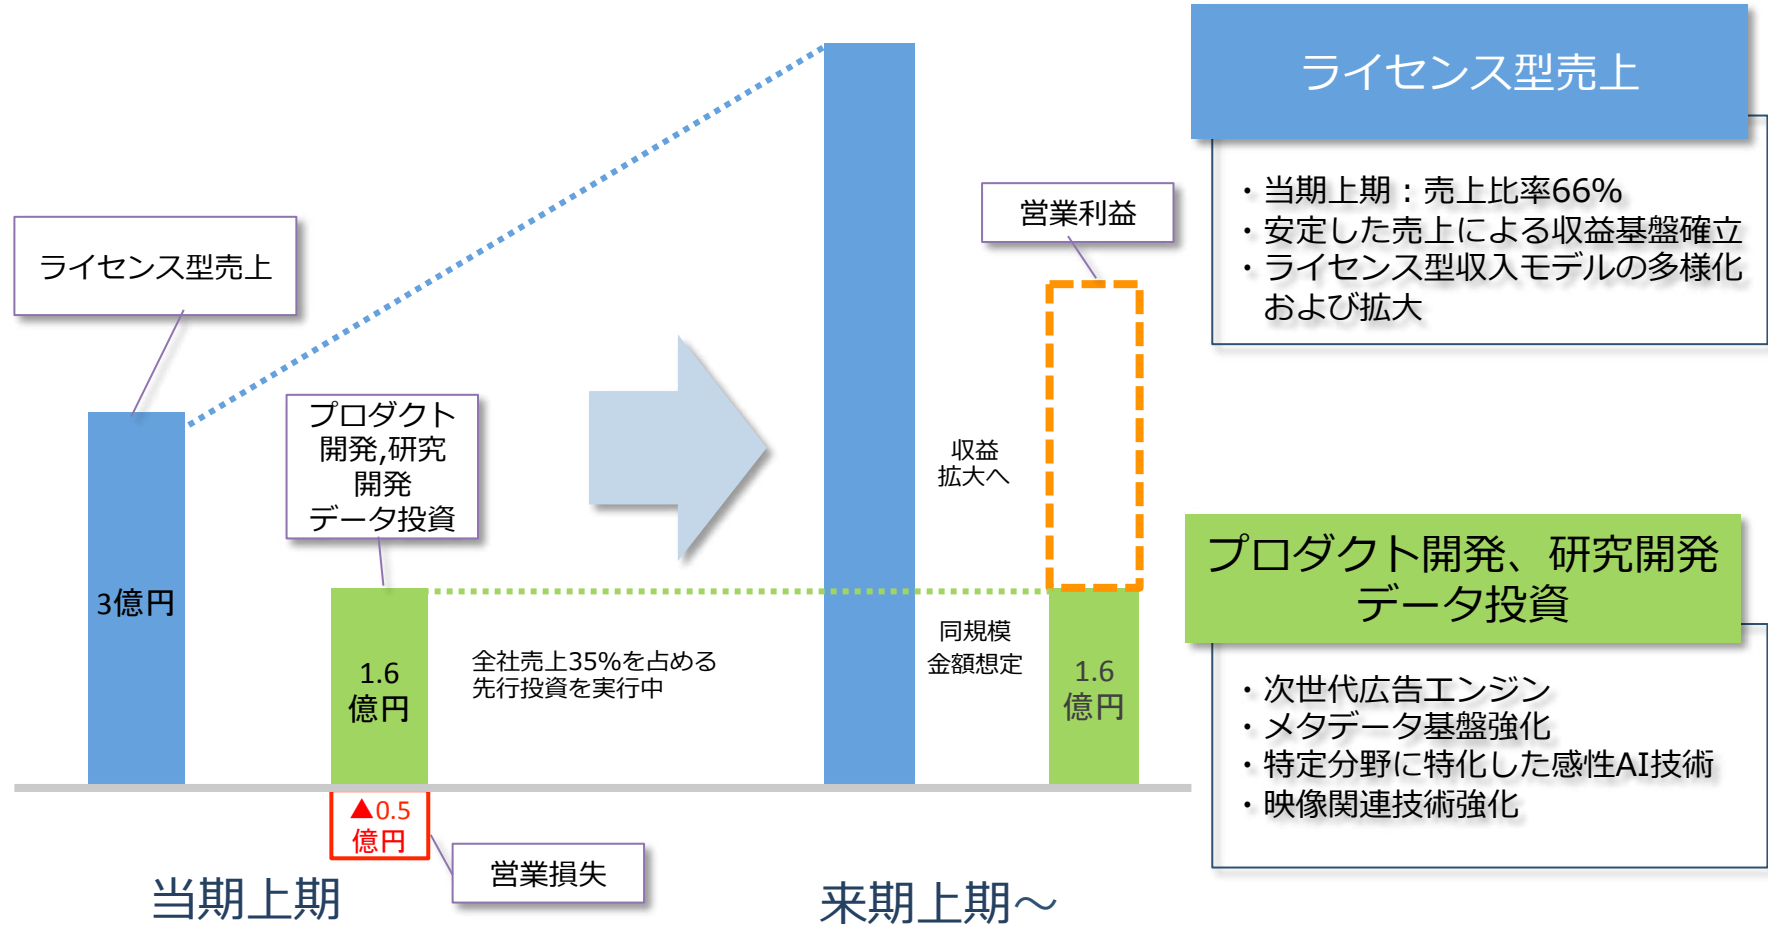 ライセンス型売上
3億円
プロダクト
開発,研究
開発
データ投資
1.6
億円
▲0.5
億円
営業損失
当期上期
全社売上35%を占める
先行投資を実行中
収益
拡大へ
同規模
金額想定
営業利益
1.6
億円
来期上期～
ライセンス型売上
・当期上期：売上比率66%
・安定した売上による収益基盤確立
・ライセンス型収入モデルの多様化
および拡大
プロダクト開発、研究開発
データ投資
・次世代広告エンジン
・メタデータ基盤強化
・特定分野に特化した感性AI技術
・映像関連技術強化